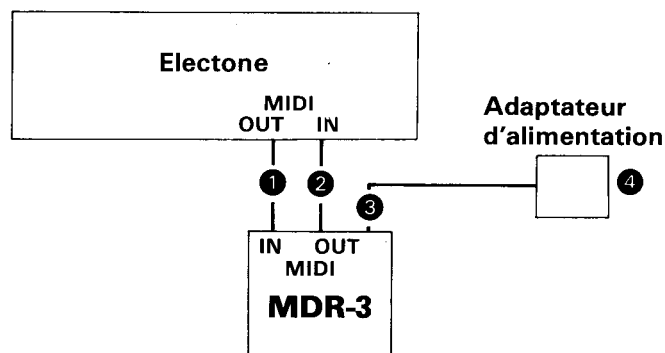 Electone
MIDI
OUT IN
Adaptateur
d'alimentation
1 2 3 4
IN OUT
MIDI
MDR-3